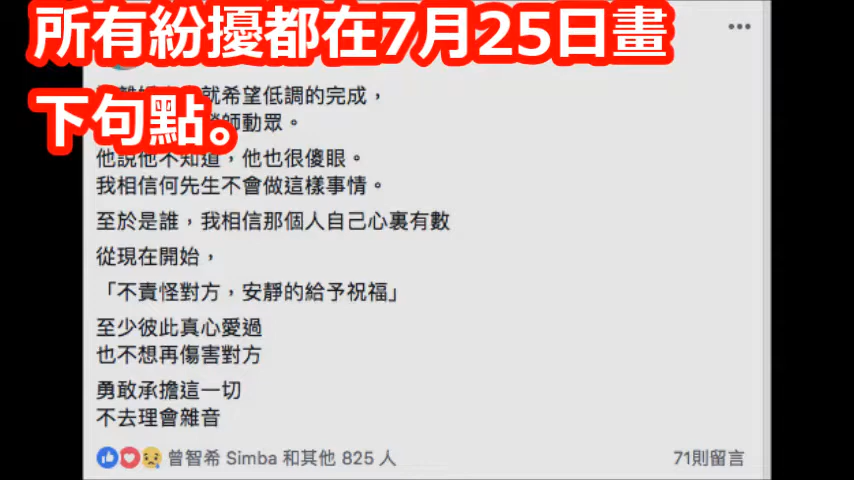 所有紛擾都在7月25日畫
下句點。
就希望低調的完成，
師動眾。
他說他不知道，他也很傻眼。
我相信何先生不會做這樣事情。
至於是誰，我相信那個人自己心裏有數
從現在開始，
「不責怪對方，安靜的給予祝福」
至少彼此真心愛過
也不想再傷害對方
勇敢承擔這一切
不去理會雜音
曾智希 Simba 和其他 825 人
71則留言